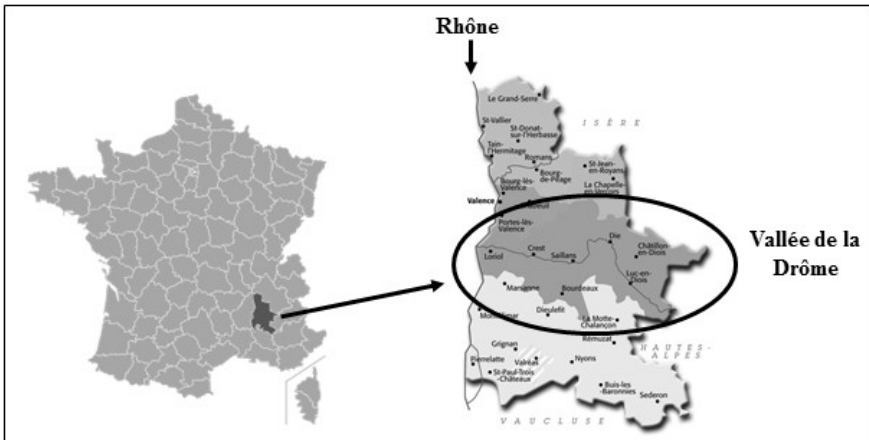 Rhône
Le Grand-Serre
ISÈRE
St-Vallier
St-Donat-
sur-l'Herbasse
Tain-
l'Hermitage
Romans
St-Jean-
en-Royans
Bourg-
de-Péage
Bourg-lès-
Valence
La Chapelle-
en-Vercors
Valence
Portes-lès-
Valence
Vallée de la
Drôme
Die
Châtillon-
en-Diois
Crest
Loriol
Saillans
Luc-en-
Diois
Marsanne
Bourdeaux
Dieulefit
La Motte-
Chalançon
Rémuzat
HAUTES-
ALPES
Grignan
Pierrelatte
Valréas
Nyons
St-Paul-Trois
-Châteaux
Buis-les
-Baronnies
Sederon
VAUCLUSE